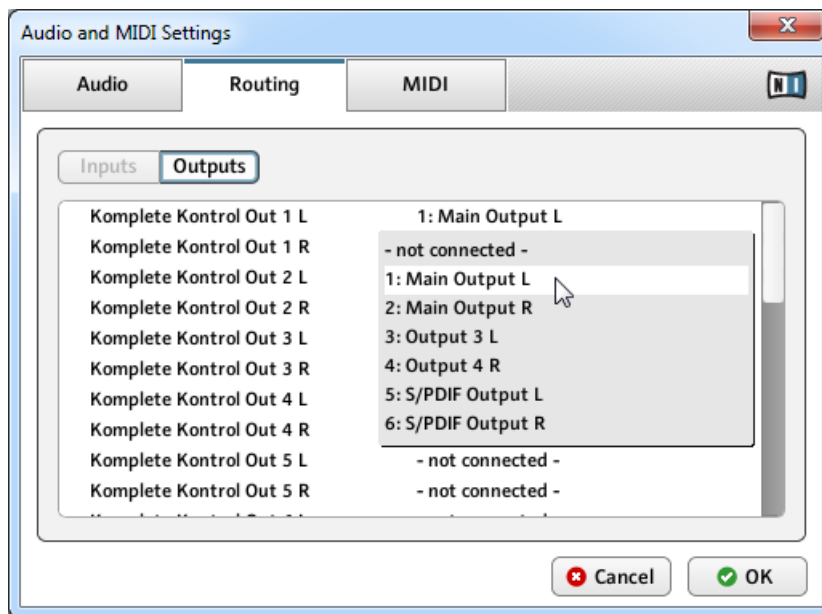 Audio and MIDI Settings
Audio Routing MIDI
NI
Inputs Outputs
Komplete Kontrol Out 1 L 1: Main Output L
Komplete Kontrol Out 1 R - not connected -
Komplete Kontrol Out 2 L 1: Main Output L
Komplete Kontrol Out 2 R 2: Main Output R
Komplete Kontrol Out 3 L 3: Output 3 L
Komplete Kontrol Out 3 R 4: Output 4 R
Komplete Kontrol Out 4 L 5: S/PDIF Output L
Komplete Kontrol Out 4 R 6: S/PDIF Output R
Komplete Kontrol Out 5 L - not connected -
Komplete Kontrol Out 5 R - not connected -
Cancel OK